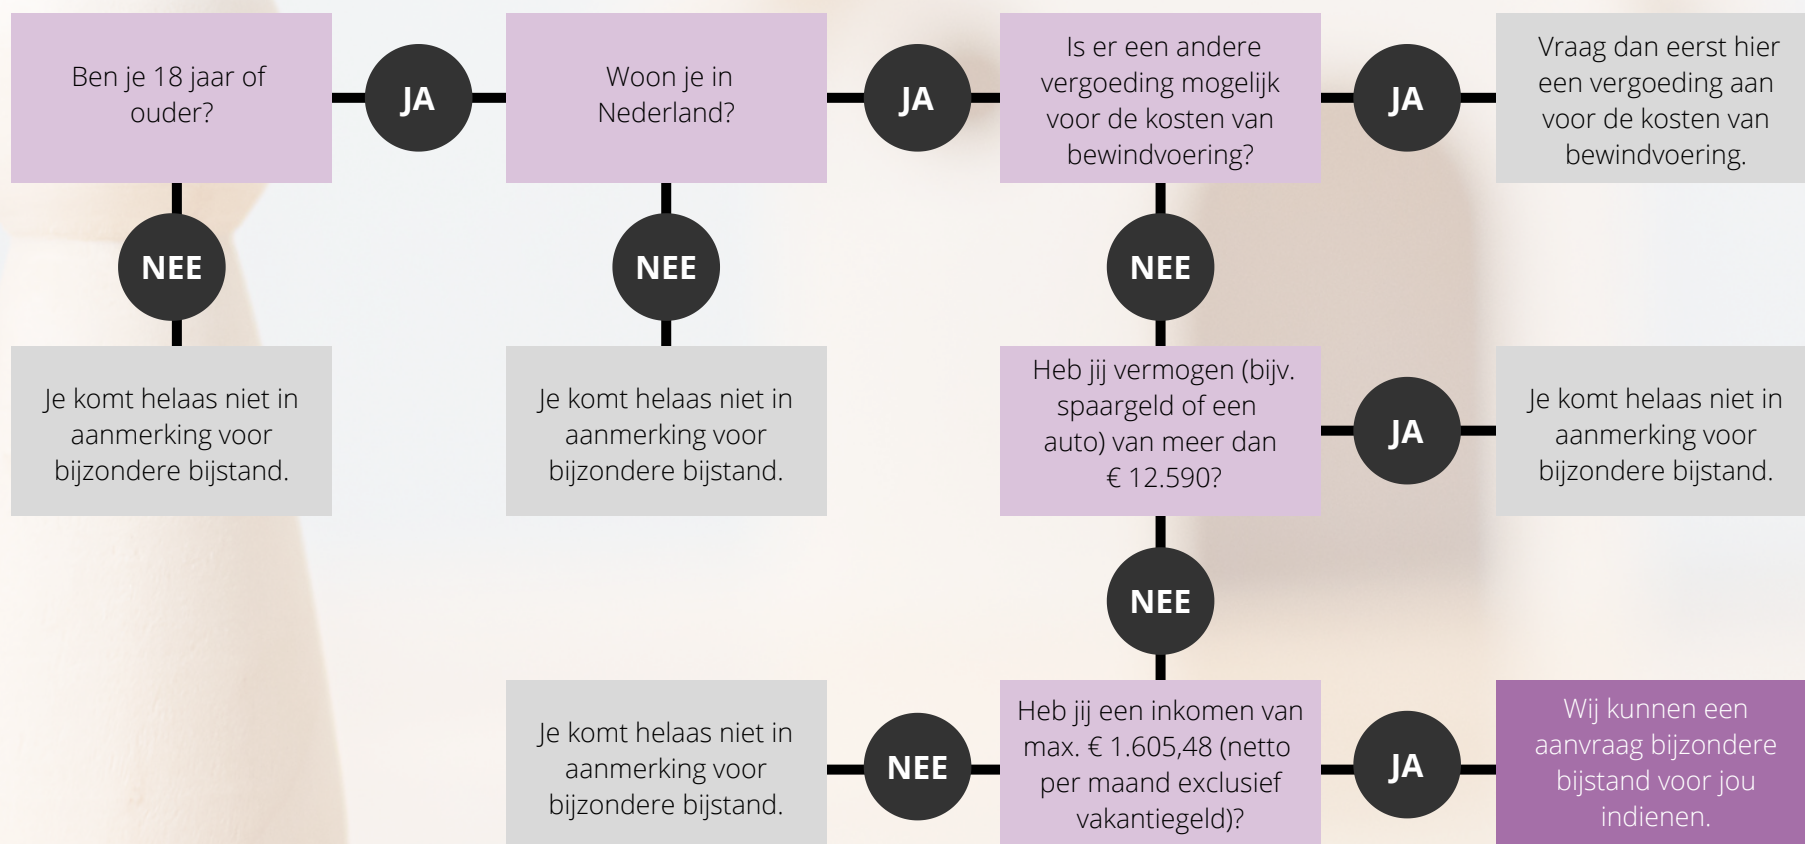 Ben je 18 jaar of
ouder?
JA
Woon je in
Nederland?
JA
Is er een andere
vergoeding mogelijk
voor de kosten van
bewindvoering?
JA
Vraag dan eerst hier
een vergoeding aan
voor de kosten van
bewindvoering.
NEE
NEE
NEE
Je komt helaas niet in
aanmerking voor
bijzondere bijstand.
Je komt helaas niet in
aanmerking voor
bijzondere bijstand.
Heb jij vermogen (bijv.
spaargeld of een
auto) van meer dan
€ 12.590?
JA
Je komt helaas niet in
aanmerking voor
bijzondere bijstand.
NEE
Je komt helaas niet in
aanmerking voor
bijzondere bijstand.
NEE
Heb jij een inkomen van
max. € 1.605,48 (netto
per maand exclusief
vakantiegeld)?
JA
Wij kunnen een
aanvraag bijzondere
bijstand voor jou
indienen.